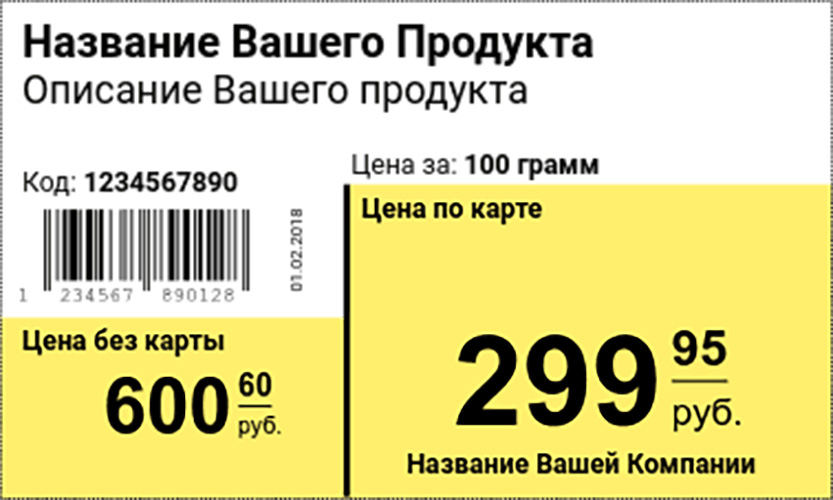 Название Вашего Продукта
Описание Вашего продукта
Цена за: 100 грамм
Код: 1234567890
01.02.2018
1 234567 890128
Цена по карте
299 95 руб.
Название Вашей Компании
Цена без карты
600 60 руб.